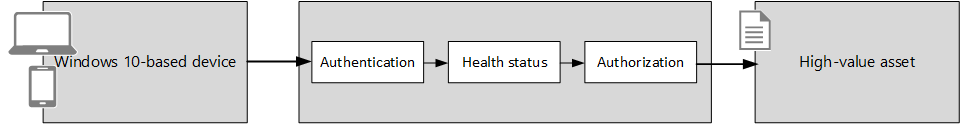 Windows 10-based device
Authentication
Health status
Authorization
High-value asset